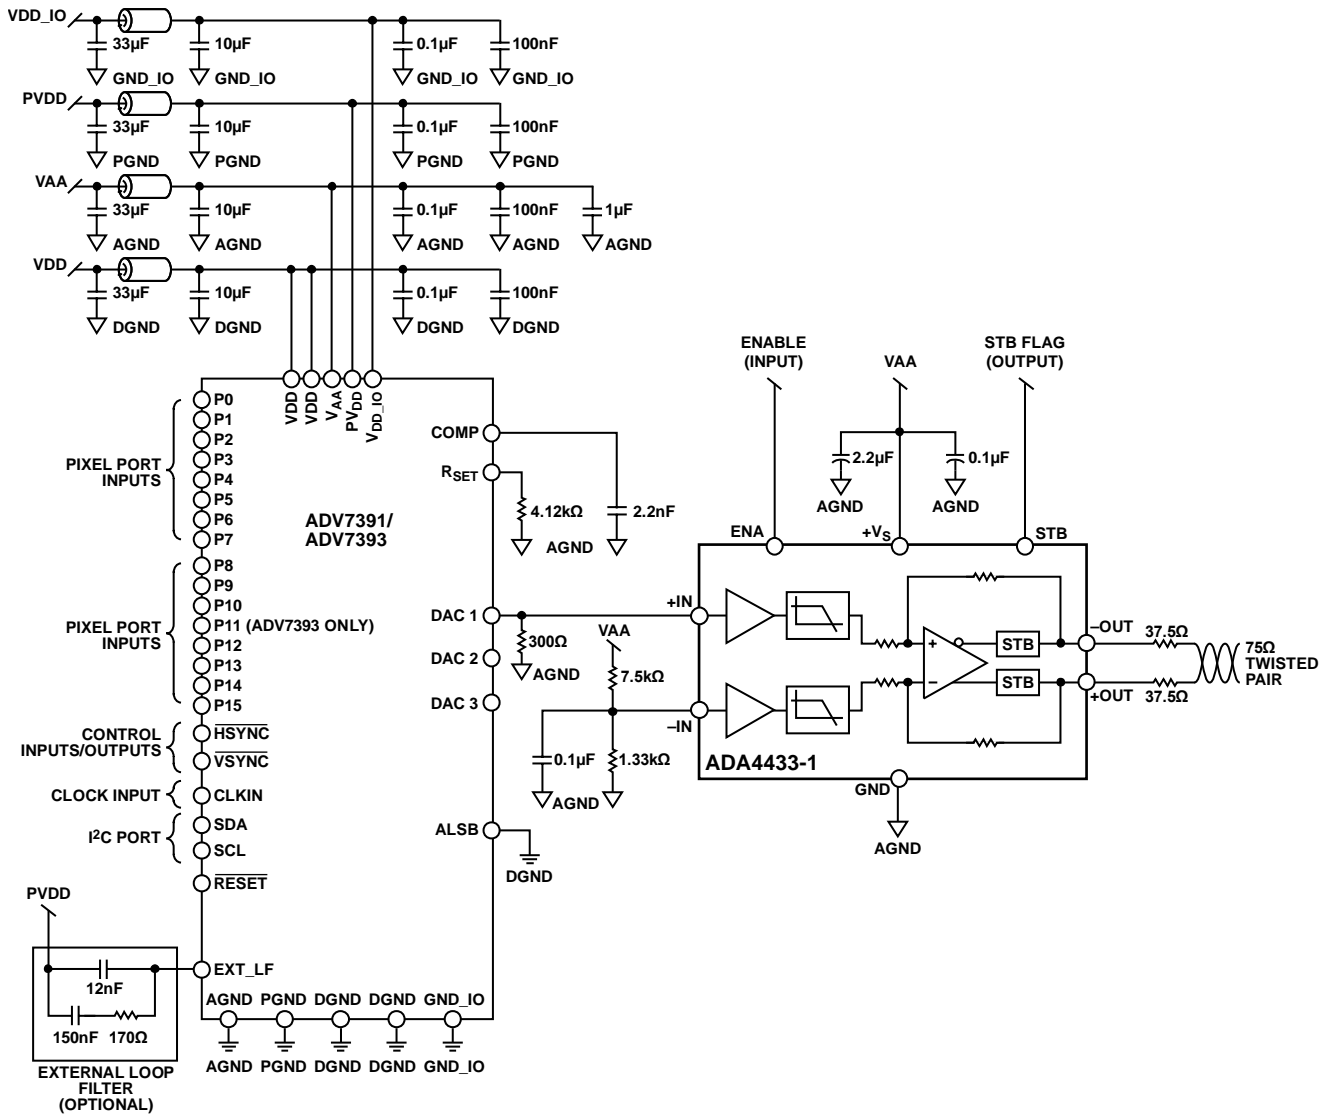 VDD_IO
33µF
10µF
0.1µF
100nF
GND_IO
GND_IO
GND_IO
GND_IO
PVDD
33µF
10µF
0.1µF
100nF
PGND
PGND
PGND
PGND
VAA
33µF
10µF
0.1µF
100nF
1µF
AGND
AGND
AGND
AGND
AGND
VDD
33µF
10µF
0.1µF
100nF
DGND
DGND
DGND
DGND
VDD
VDD
VAA
PVDD
VDD_IO
PIXEL PORT
INPUTS
P0
P1
P2
P3
P4
P5
P6
P7
PIXEL PORT
INPUTS
P8
P9
P10
P11 (ADV7393 ONLY)
P12
P13
P14
P15
CONTROL
INPUTS/OUTPUTS
HSYNC
VSYNC
CLOCK INPUT
CLKIN
I2C PORT
SDA
SCL
RESET
PVDD
EXT_LF
12nF
150nF
170Ω
EXTERNAL LOOP
FILTER
(OPTIONAL)
ADV7391/
ADV7393
COMP
RSET
4.12kΩ
2.2nF
AGND
DAC 1
300Ω
AGND
DAC 2
DAC 3
VAA
7.5kΩ
0.1µF
1.33kΩ
AGND
ALSB
DGND
AGND
PGND
DGND
DGND
GND_IO
AGND
PGND
DGND
DGND
GND_IO
ENABLE
(INPUT)
VAA
STB FLAG
(OUTPUT)
2.2µF
0.1µF
AGND
AGND
ENA
+VS
STB
+IN
–IN
+
–
STB
STB
–OUT
+OUT
37.5Ω
37.5Ω
75Ω
TWISTED
PAIR
ADA4433-1
GND
AGND